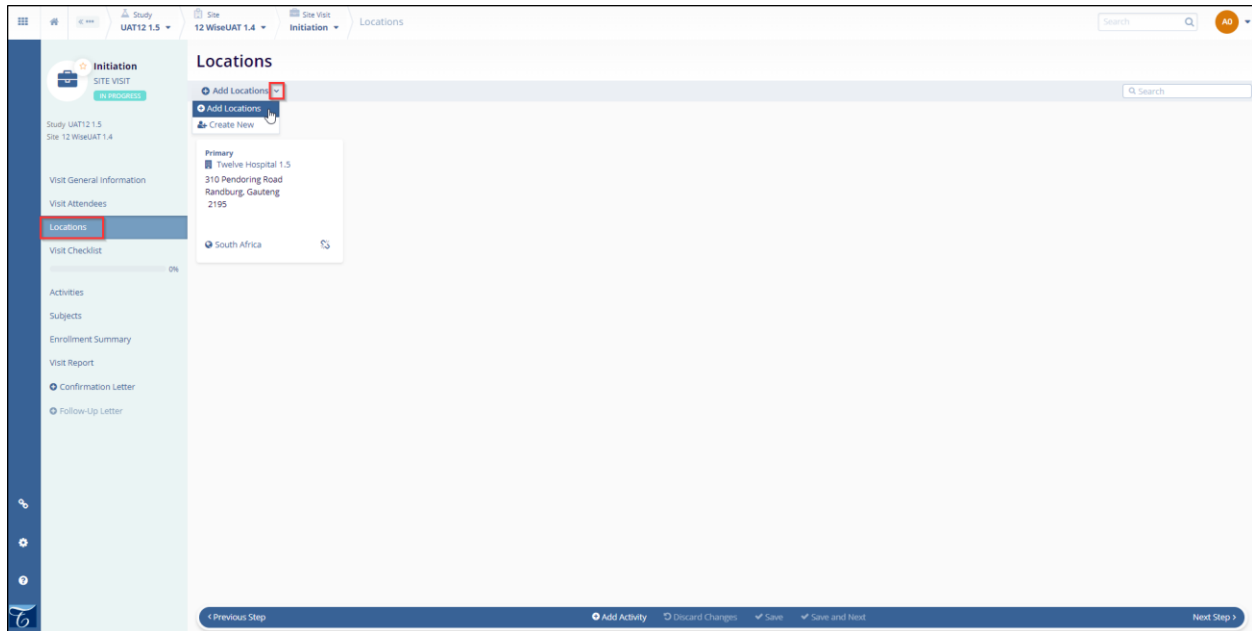 Study
UAT12 1.5
Site
12 WiseUAT 1.4
Site Visit
Initiation
Locations
Search
AO
Initiation
SITE VISIT
IN PROGRESS
Study UAT12 1.5
Site 12 WiseUAT 1.4
Visit General Information
Visit Attendees
Locations
Visit Checklist
0%
Activities
Subjects
Enrollment Summary
Visit Report
Confirmation Letter
Follow-Up Letter
Locations
Add Locations
Search
Add Locations
Create New
Primary
Twelve Hospital 1.5
310 Pendoring Road
Randburg, Gauteng
2195
South Africa
< Previous Step
Add Activity
Discard Changes
Save
Save and Next
Next Step >